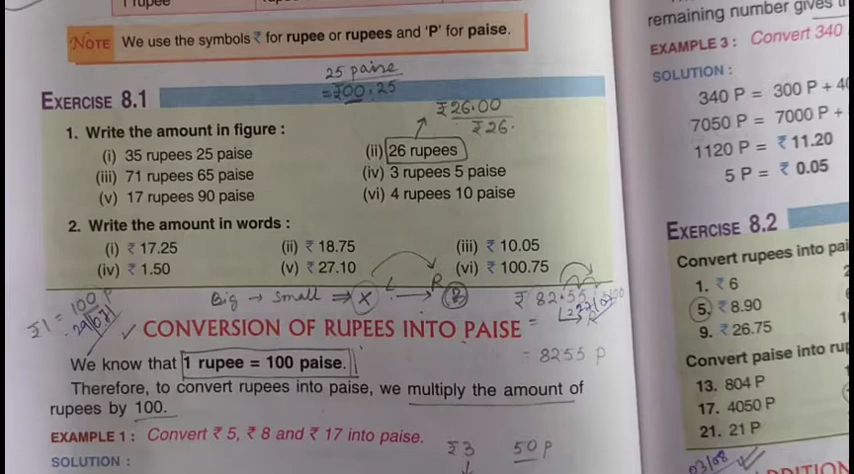 1 rupee
NOTE We use the symbols ₹ for rupee or rupees and 'P' for paise.
25 paise
= ₹00.25
EXERCISE 8.1
₹26.00
₹26.
1. Write the amount in figure :
(i) 35 rupees 25 paise (ii) 26 rupees
(iii) 71 rupees 65 paise (iv) 3 rupees 5 paise
(v) 17 rupees 90 paise (vi) 4 rupees 10 paise
2. Write the amount in words :
(i) ₹ 17.25 (ii) ₹ 18.75 (iii) ₹ 10.05
(iv) ₹ 1.50 (v) ₹ 27.10 (vi) ₹ 100.75
₹1 = 100 P
Big → small ⇒ X L → R
₹ 82.55
L → R
= 8255 P
CONVERSION OF RUPEES INTO PAISE
We know that 1 rupee = 100 paise.
Therefore, to convert rupees into paise, we multiply the amount of
rupees by 100.
EXAMPLE 1 : Convert ₹ 5, ₹ 8 and ₹ 17 into paise.
SOLUTION :
₹3 50P
remaining number gives
EXAMPLE 3 : Convert 340
SOLUTION :
340 P = 300 P +
7050 P = 7000 P +
1120 P = ₹ 11.20
5 P = ₹ 0.05
EXERCISE 8.2
Convert rupees into
1. ₹ 6
5. ₹ 8.90
9. ₹ 26.75
Convert paise into
13. 804 P
17. 4050 P
21. 21 P
03/08